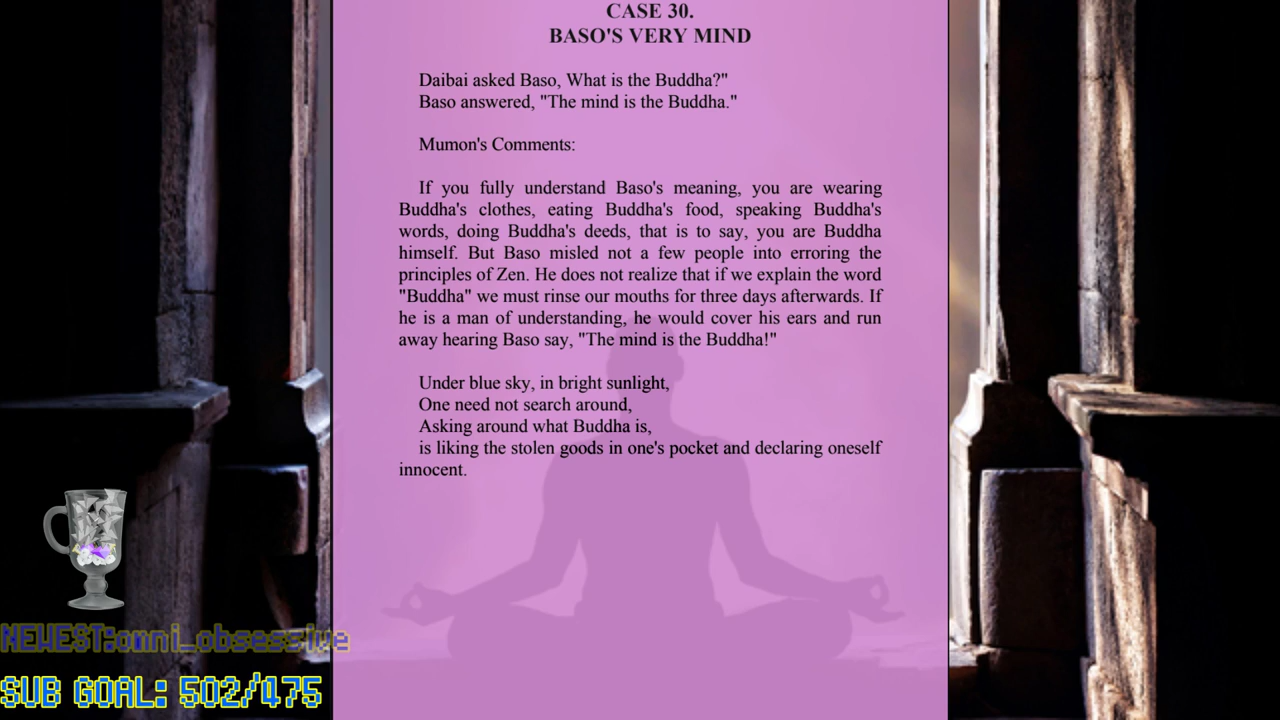 CASE 30.
BASO'S VERY MIND
Daibai asked Baso, What is the Buddha?"
Baso answered, "The mind is the Buddha."
Mumon's Comments:
If you fully understand Baso's meaning, you are wearing
Buddha's clothes, eating Buddha's food, speaking Buddha's
words, doing Buddha's deeds, that is to say, you are Buddha
himself. But Baso misled not a few people into erroring the
principles of Zen. He does not realize that if we explain the word
"Buddha" we must rinse our mouths for three days afterwards. If
he is a man of understanding, he would cover his ears and run
away hearing Baso say, "The mind is the Buddha!"
Under blue sky, in bright sunlight,
One need not search around,
Asking around what Buddha is,
is liking the stolen goods in one's pocket and declaring oneself
innocent.
NEWEST:omni_obsessive
SUB GOAL: 502/475